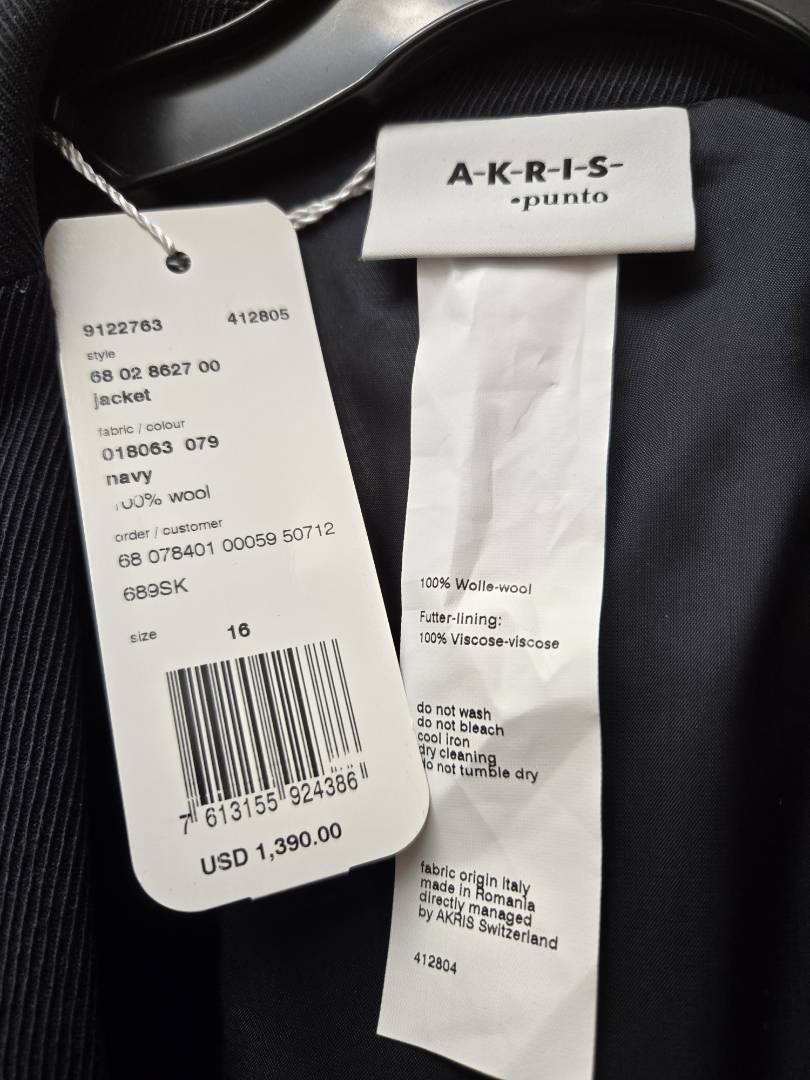 A-K-R-I-S-
•punto
9122763 412805
style
68 02 8627 00
jacket
fabric / colour
018063 079
navy
100% wool
order / customer
68 078401 00059 50712
689SK
size 16
7 613155 924386
USD 1,390.00
100% Wolle-wool
Futter-lining:
100% Viscose-viscose
do not wash
do not bleach
cool iron
dry cleaning
do not tumble dry
fabric origin italy
made in Romania
directly managed
by AKRIS Switzerland
412804